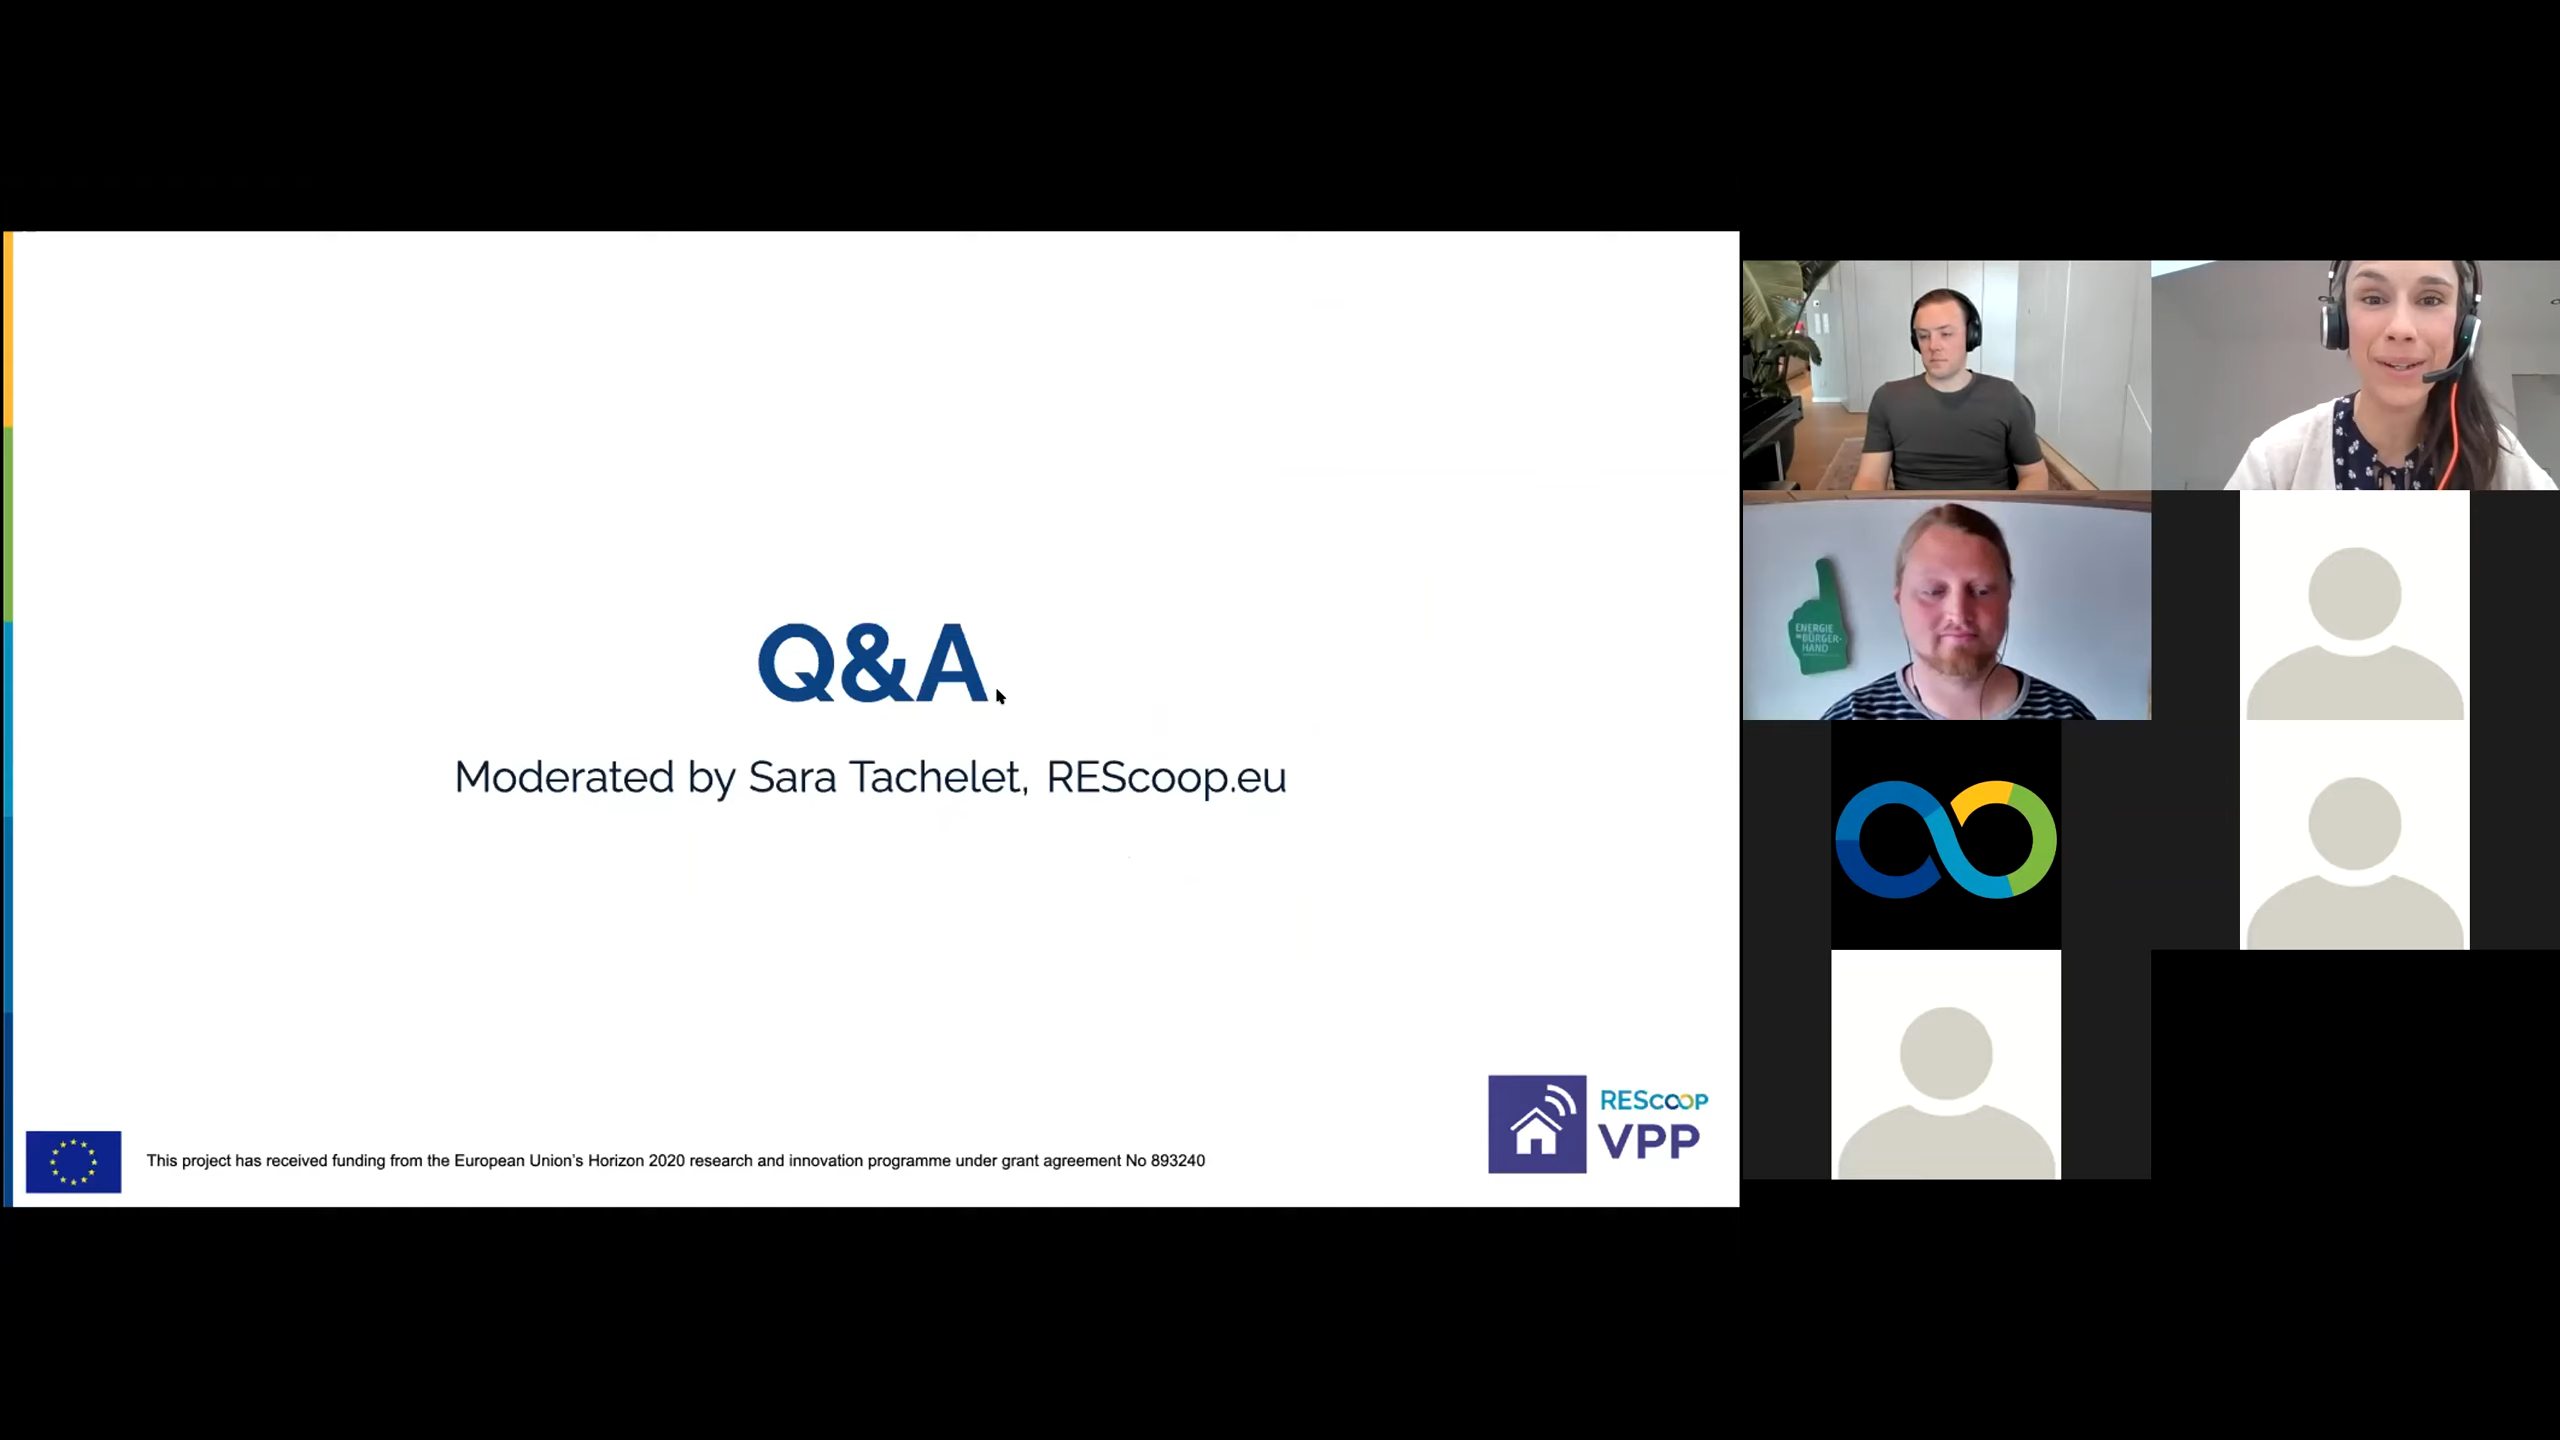 Q&A
Moderated by Sara Tachelet, REScoop.eu
This project has received funding from the European Union's Horizon 2020 research and innovation programme under grant agreement No 893240
REScoop
VPP
ENERGIE
IN BÜRGER-
HAND